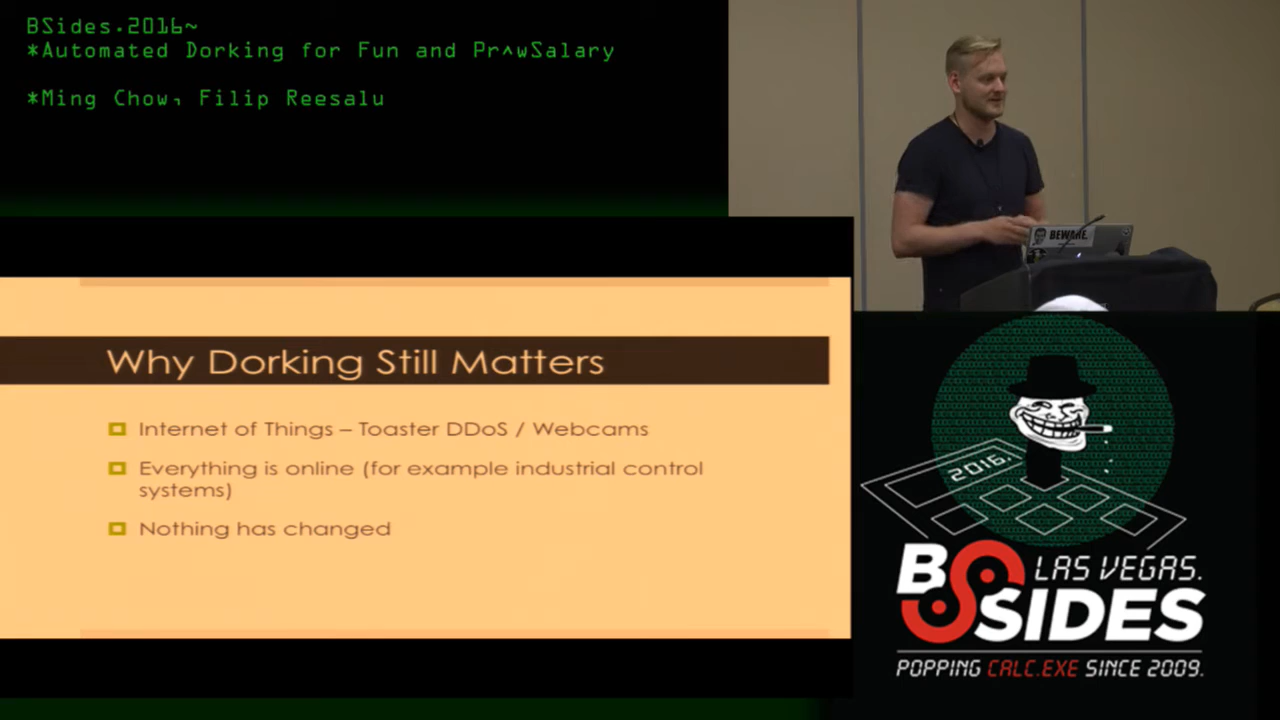 BSides.2016~
*Automated Dorking for Fun and Pr^wSalary
*Ming Chow, Filip Reesalu
BEWARE.
Why Dorking Still Matters
Internet of Things – Toaster DDoS / Webcams
Everything is online (for example industrial control
systems)
Nothing has changed
2016.
BSIDES
LAS VEGAS.
POPPING CALC.EXE SINCE 2009.